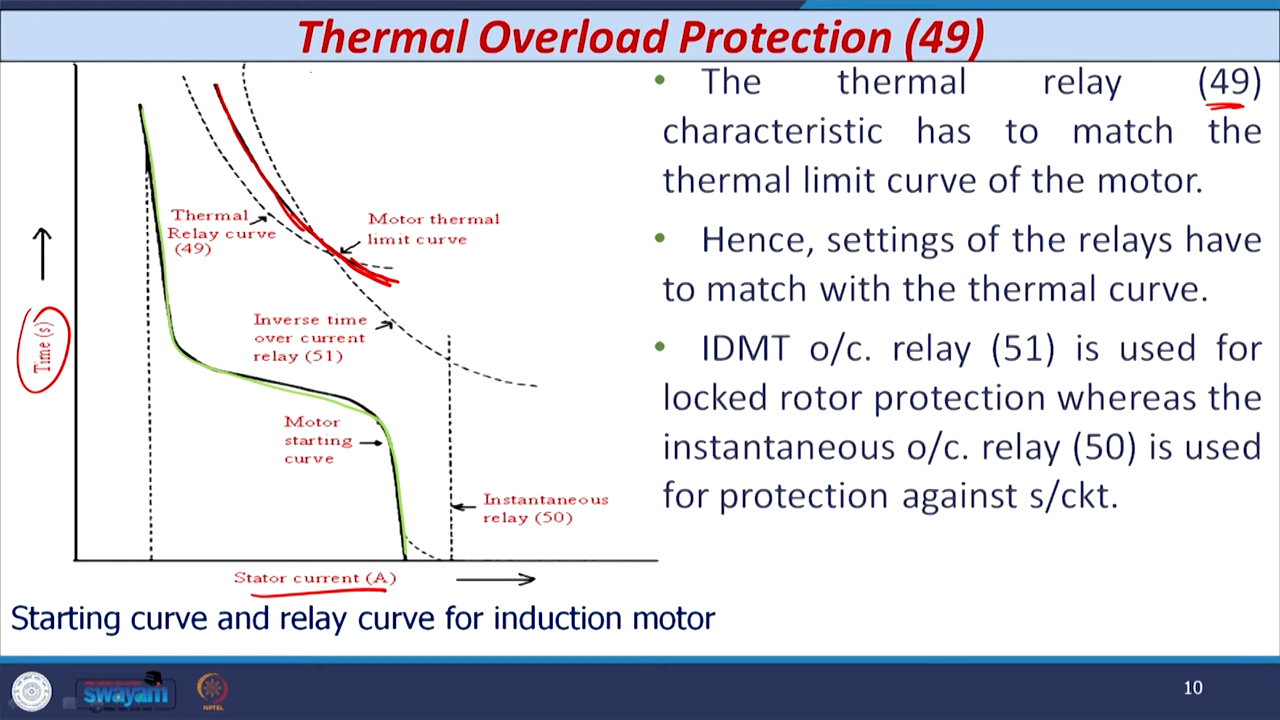 Thermal Overload Protection (49)
• The thermal relay (49)
characteristic has to match the
thermal limit curve of the motor.
• Hence, settings of the relays have
to match with the thermal curve.
• IDMT o/c. relay (51) is used for
locked rotor protection whereas the
instantaneous o/c. relay (50) is used
for protection against s/ckt.
Thermal
Relay curve
(49)
Motor thermal
limit curve
Time (s)
Inverse time
over current
relay (51)
Motor
starting
curve
Instantaneous
relay (50)
Stator current (A)
Starting curve and relay curve for induction motor
swayam
NPTEL
10